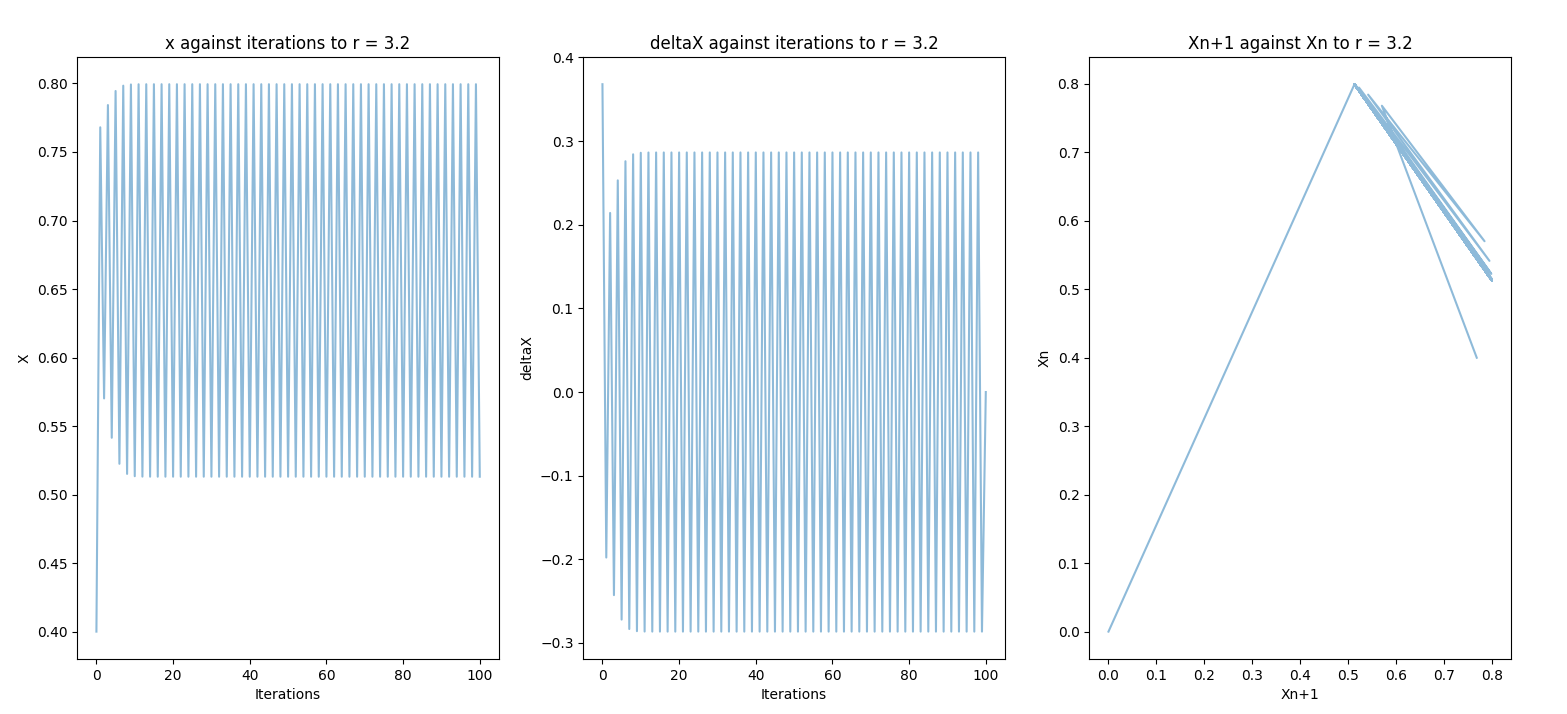 x against iterations to r = 3.2
0.80
0.75
0.70
0.65
0.60
0.55
0.50
0.45
0.40
X
0 20 40 60 80 100
Iterations
deltaX against iterations to r = 3.2
0.4
0.3
0.2
0.1
0.0
−0.1
−0.2
−0.3
deltaX
0 20 40 60 80 100
Iterations
Xn+1 against Xn to r = 3.2
0.8
0.7
0.6
0.5
0.4
0.3
0.2
0.1
0.0
Xn
0.0 0.1 0.2 0.3 0.4 0.5 0.6 0.7 0.8
Xn+1